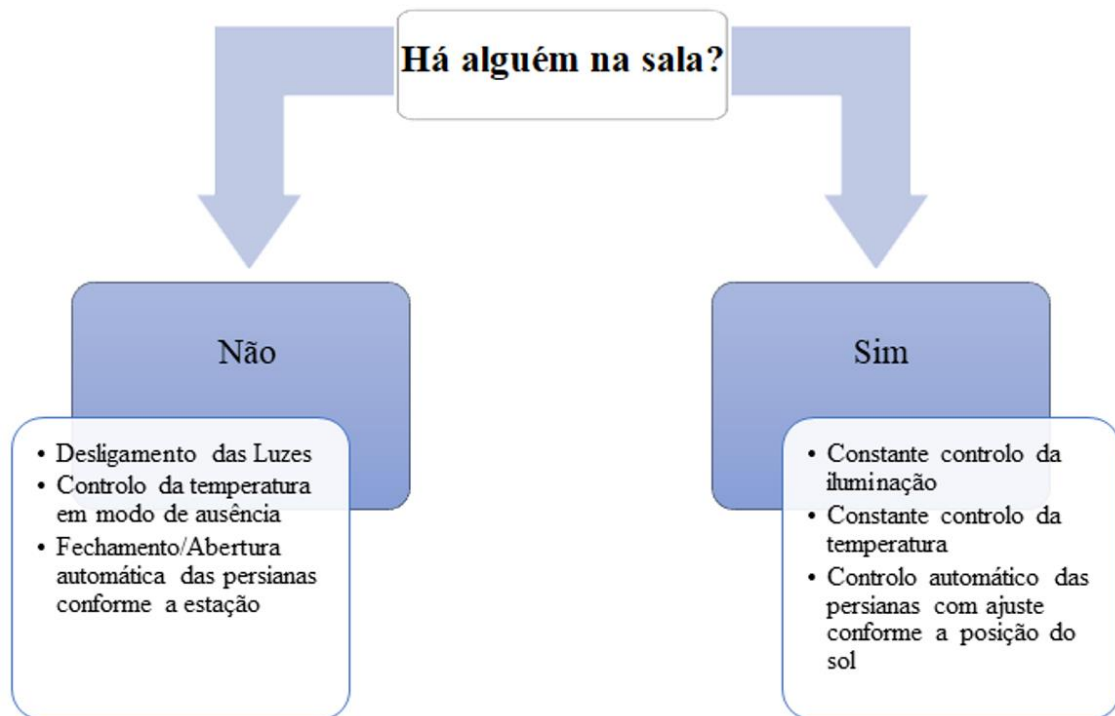 Há alguém na sala?
Não
• Desligamento das Luzes
• Controlo da temperatura
em modo de ausência
• Fechamento/Abertura
automática das persianas
conforme a estação
Sim
• Constante controlo da
iluminação
• Constante controlo da
temperatura
• Controlo automático das
persianas com ajuste
conforme a posição do
sol